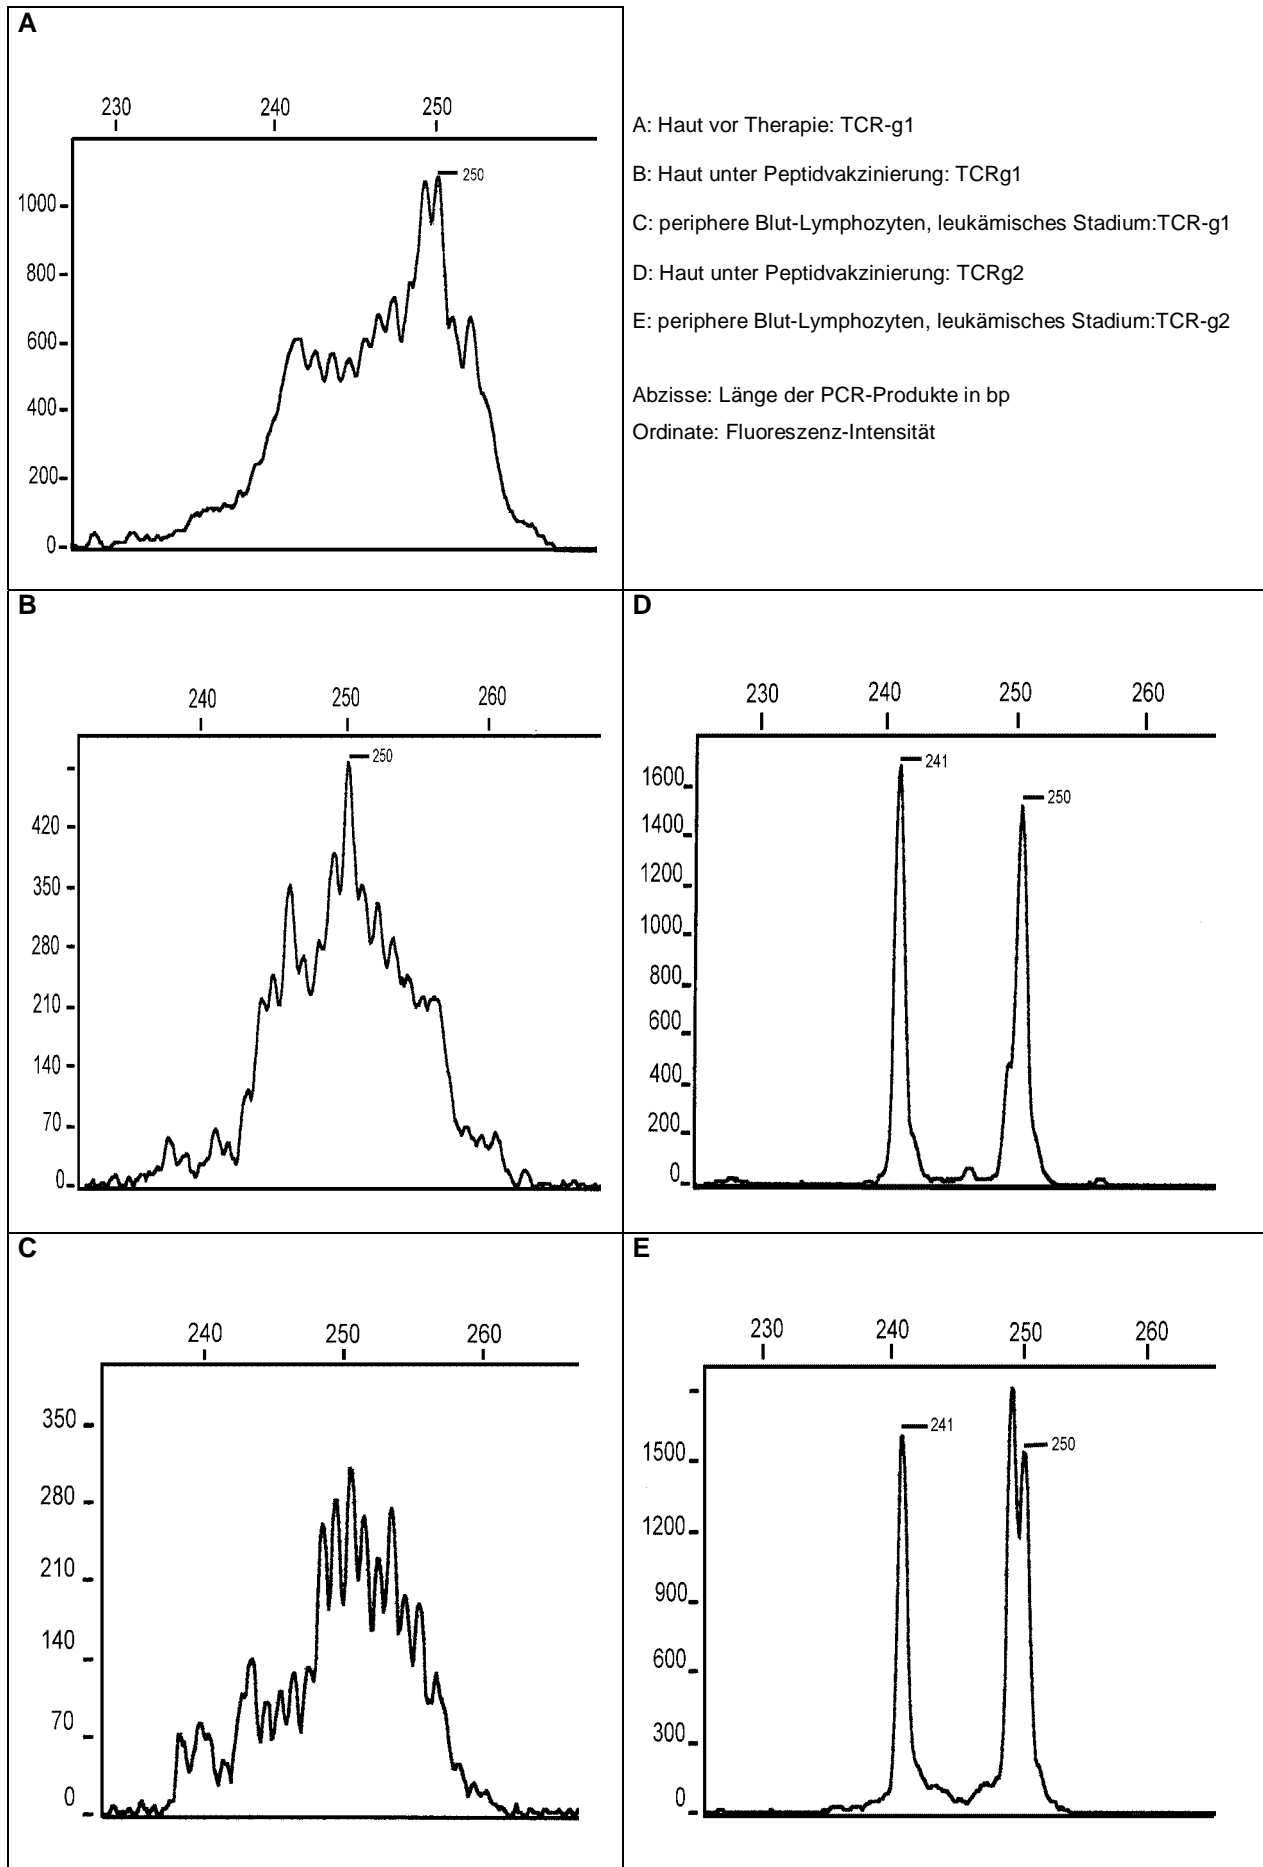 A
230 240 250
250
1000
800
600
400
200
0
A: Haut vor Therapie: TCR-g1
B: Haut unter Peptidvakzinierung: TCRg1
C: periphere Blut-Lymphozyten, leukämisches Stadium:TCR-g1
D: Haut unter Peptidvakzinierung: TCRg2
E: periphere Blut-Lymphozyten, leukämisches Stadium:TCR-g2
Abzisse: Länge der PCR-Produkte in bp
Ordinate: Fluoreszenz-Intensität
B
240 250 260
250
420
350
280
210
140
70
0
D
230 240 250 260
241
250
1600
1400
1200
1000
800
600
400
200
0
C
240 250 260
350
280
210
140
70
0
E
230 240 250 260
241
250
1500
1200
900
600
300
0